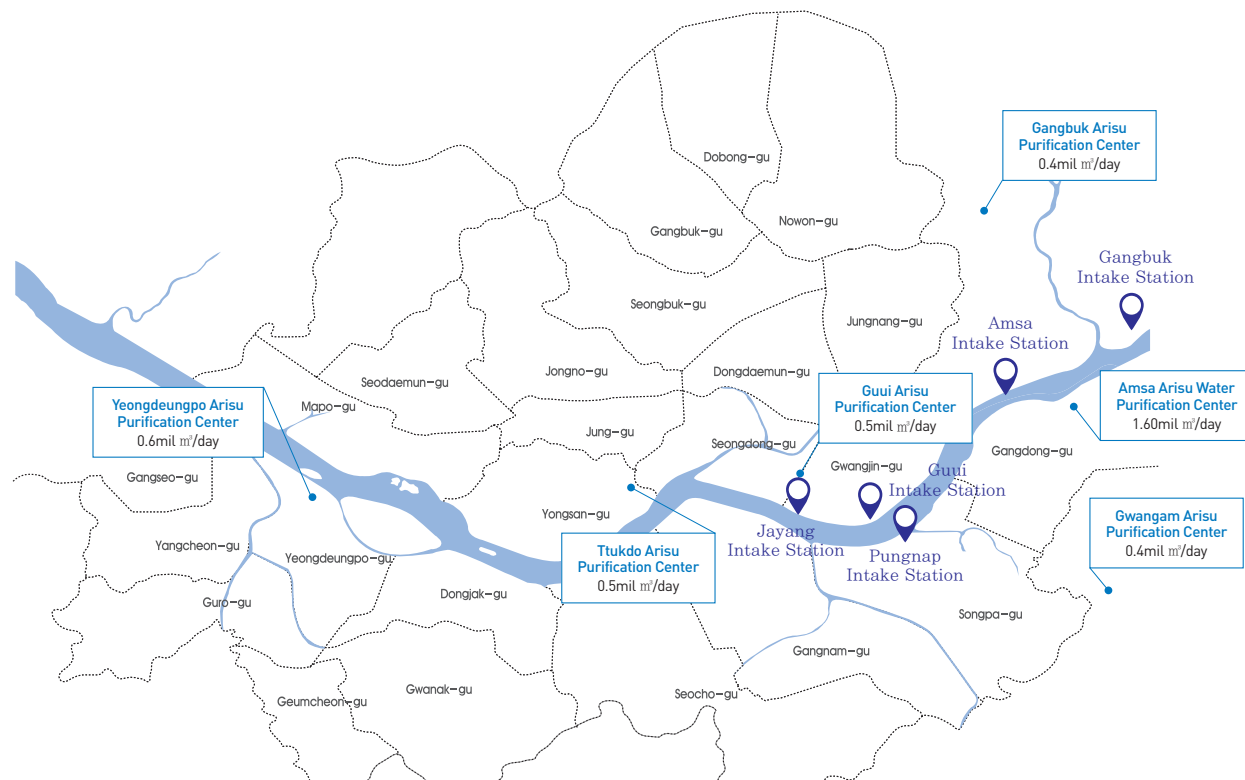 Gangbuk Arisu
Purification Center
0.4mil ㎥/day
Dobong-gu
Nowon-gu
Gangbuk-gu
Gangbuk
Intake Station
Seongbuk-gu
Jungnang-gu
Amsa
Intake Station
Jongno-gu
Dongdaemun-gu
Seodaemun-gu
Yeongdeungpo Arisu
Purification Center
0.6mil ㎥/day
Mapo-gu
Guui Arisu
Purification Center
0.5mil ㎥/day
Amsa Arisu Water
Purification Center
1.60mil ㎥/day
Jung-gu
Seongdong-gu
Gangdong-gu
Gwangjin-gu
Gangseo-gu
Guui
Intake Station
Yongsan-gu
Jayang
Intake Station
Pungnap
Intake Station
Gwangam Arisu
Purification Center
0.4mil ㎥/day
Yangcheon-gu
Yeongdeungpo-gu
Ttukdo Arisu
Purification Center
0.5mil ㎥/day
Dongjak-gu
Guro-gu
Songpa-gu
Gangnam-gu
Gwanak-gu
Seocho-gu
Geumcheon-gu